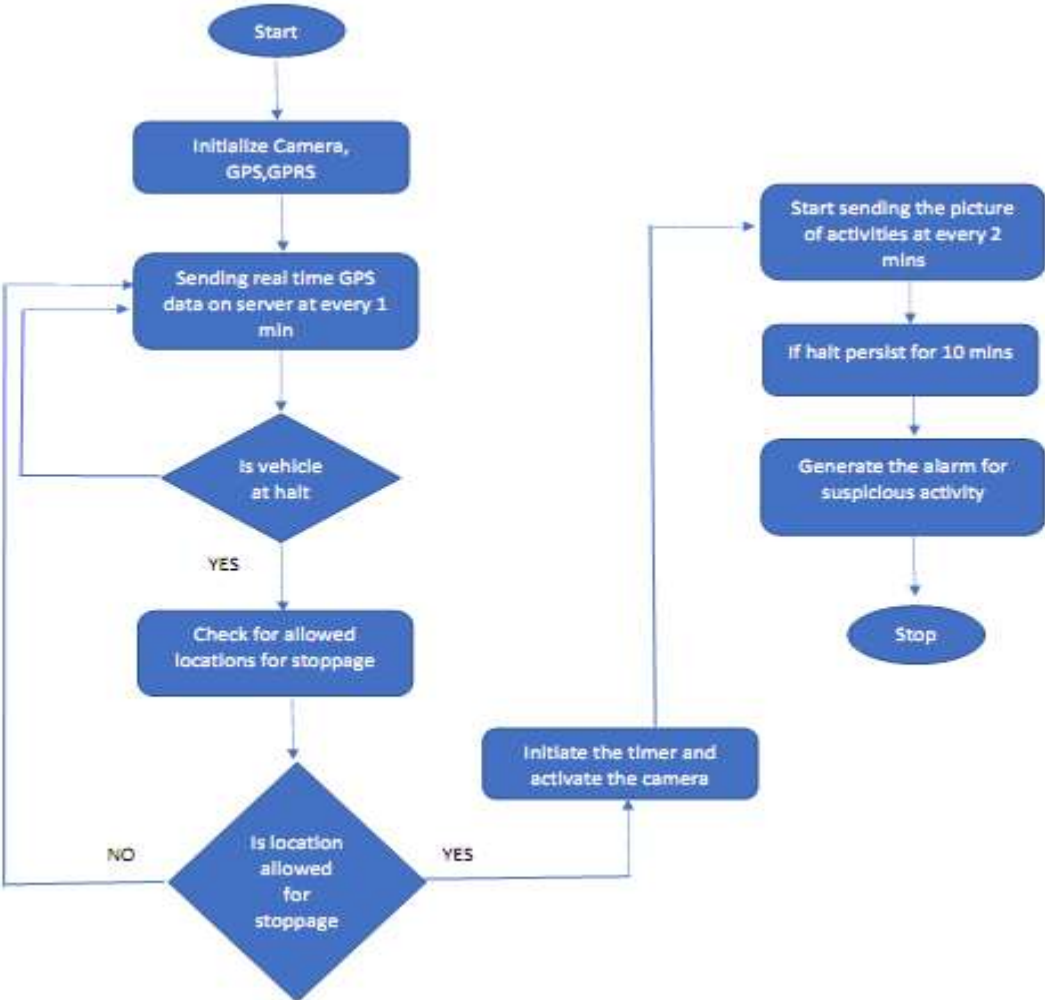 Start
Initialize Camera,
GPS,GPRS
Sending real time GPS
data on server at every 1
min
Is vehicle
at halt
YES
Check for allowed
locations for stoppage
Is location
allowed
for
stoppage
NO
YES
Initiate the timer and
activate the camera
Start sending the picture
of activities at every 2
mins
If halt persist for 10 mins
Generate the alarm for
suspicious activity
Stop